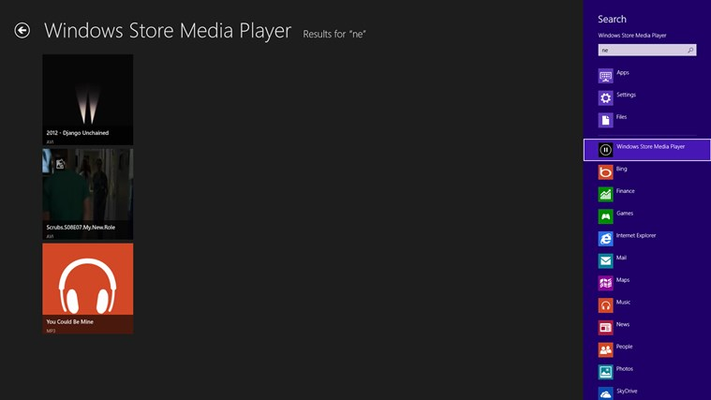 Windows Store Media Player Results for "ne"
2012 - Django Unchained
AVI
Scrubs.S08E07.My.New.Role
AVI
You Could Be Mine
MP3
Search
Windows Store Media Player
ne
Apps
Settings
Files
Windows Store Media Player
Bing
Finance
Games
Internet Explorer
Mail
Maps
Music
News
People
Photos
SkyDrive